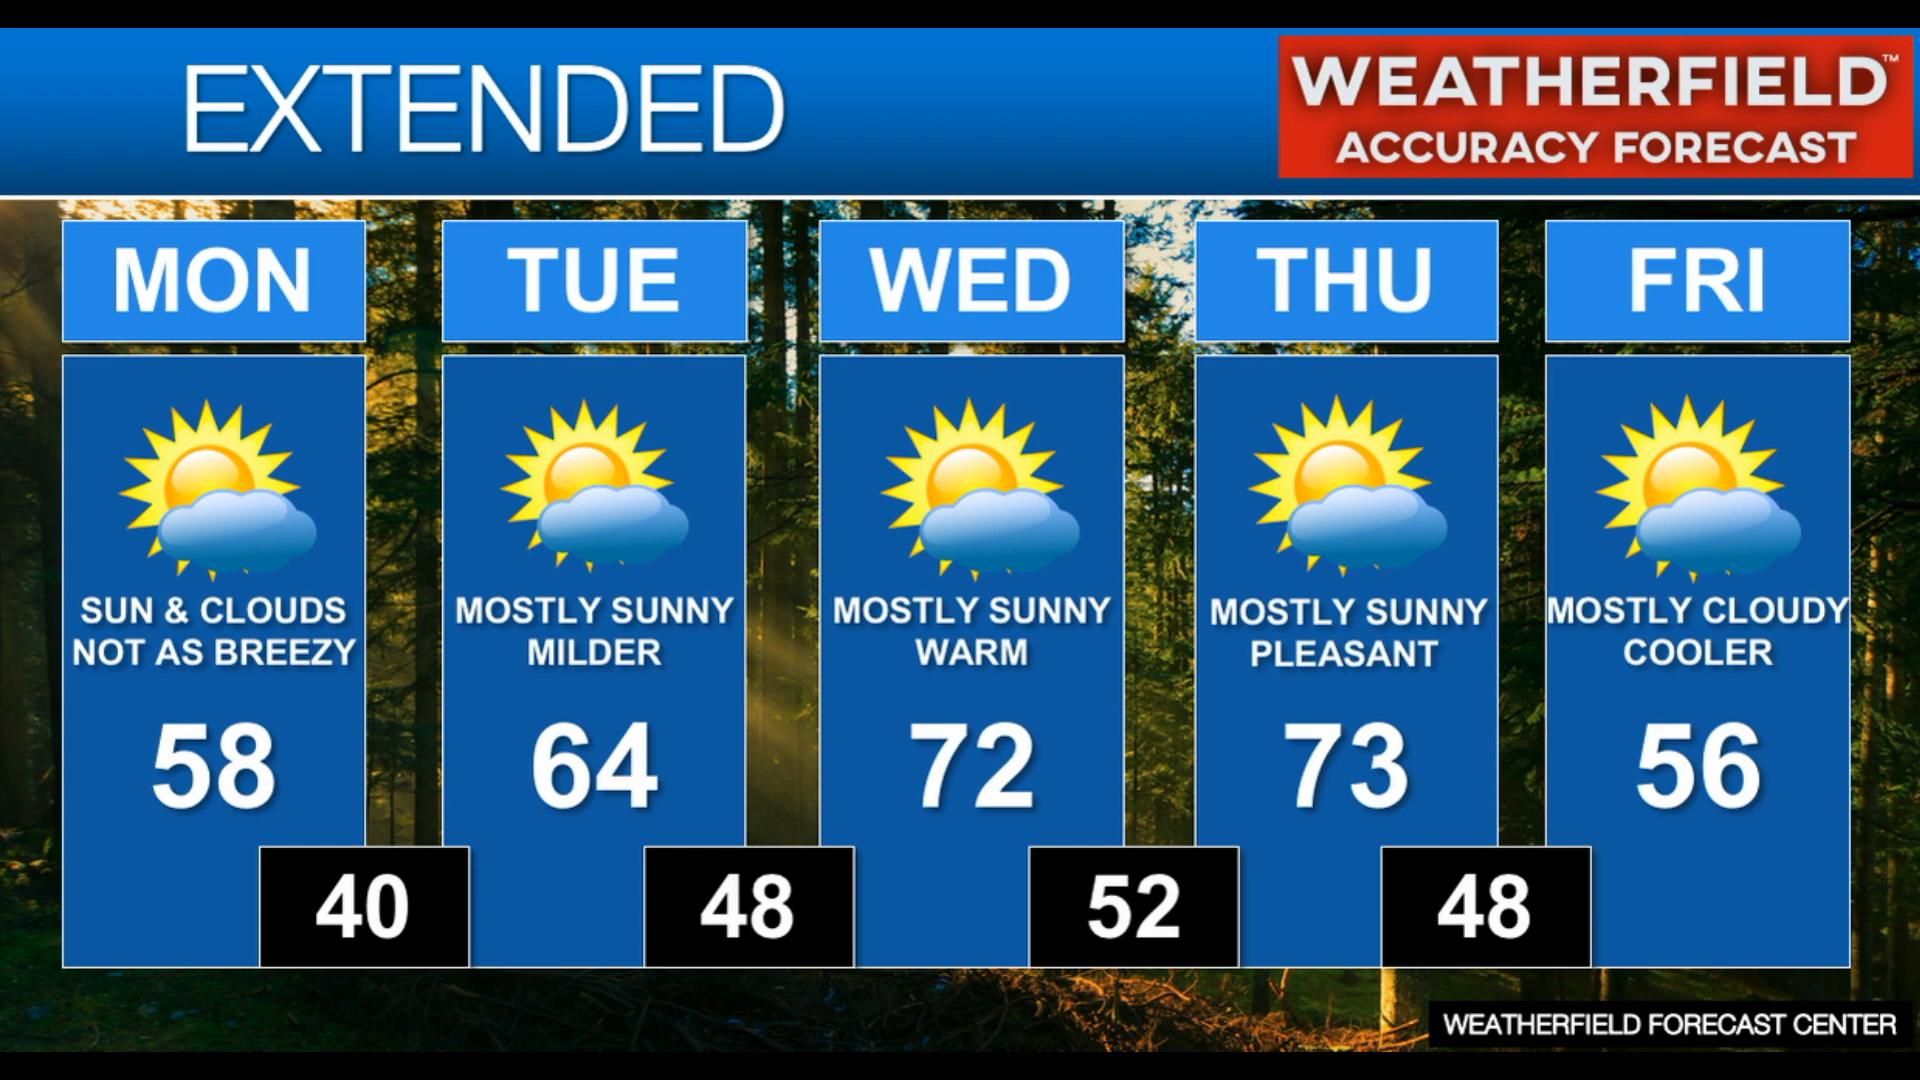 EXTENDED
WEATHERFIELD™
ACCURACY FORECAST
MON
TUE
WED
THU
FRI
SUN & CLOUDS
NOT AS BREEZY
MOSTLY SUNNY
MILDER
MOSTLY SUNNY
WARM
MOSTLY SUNNY
PLEASANT
MOSTLY CLOUDY
COOLER
58
64
72
73
56
40
48
52
48
WEATHERFIELD FORECAST CENTER